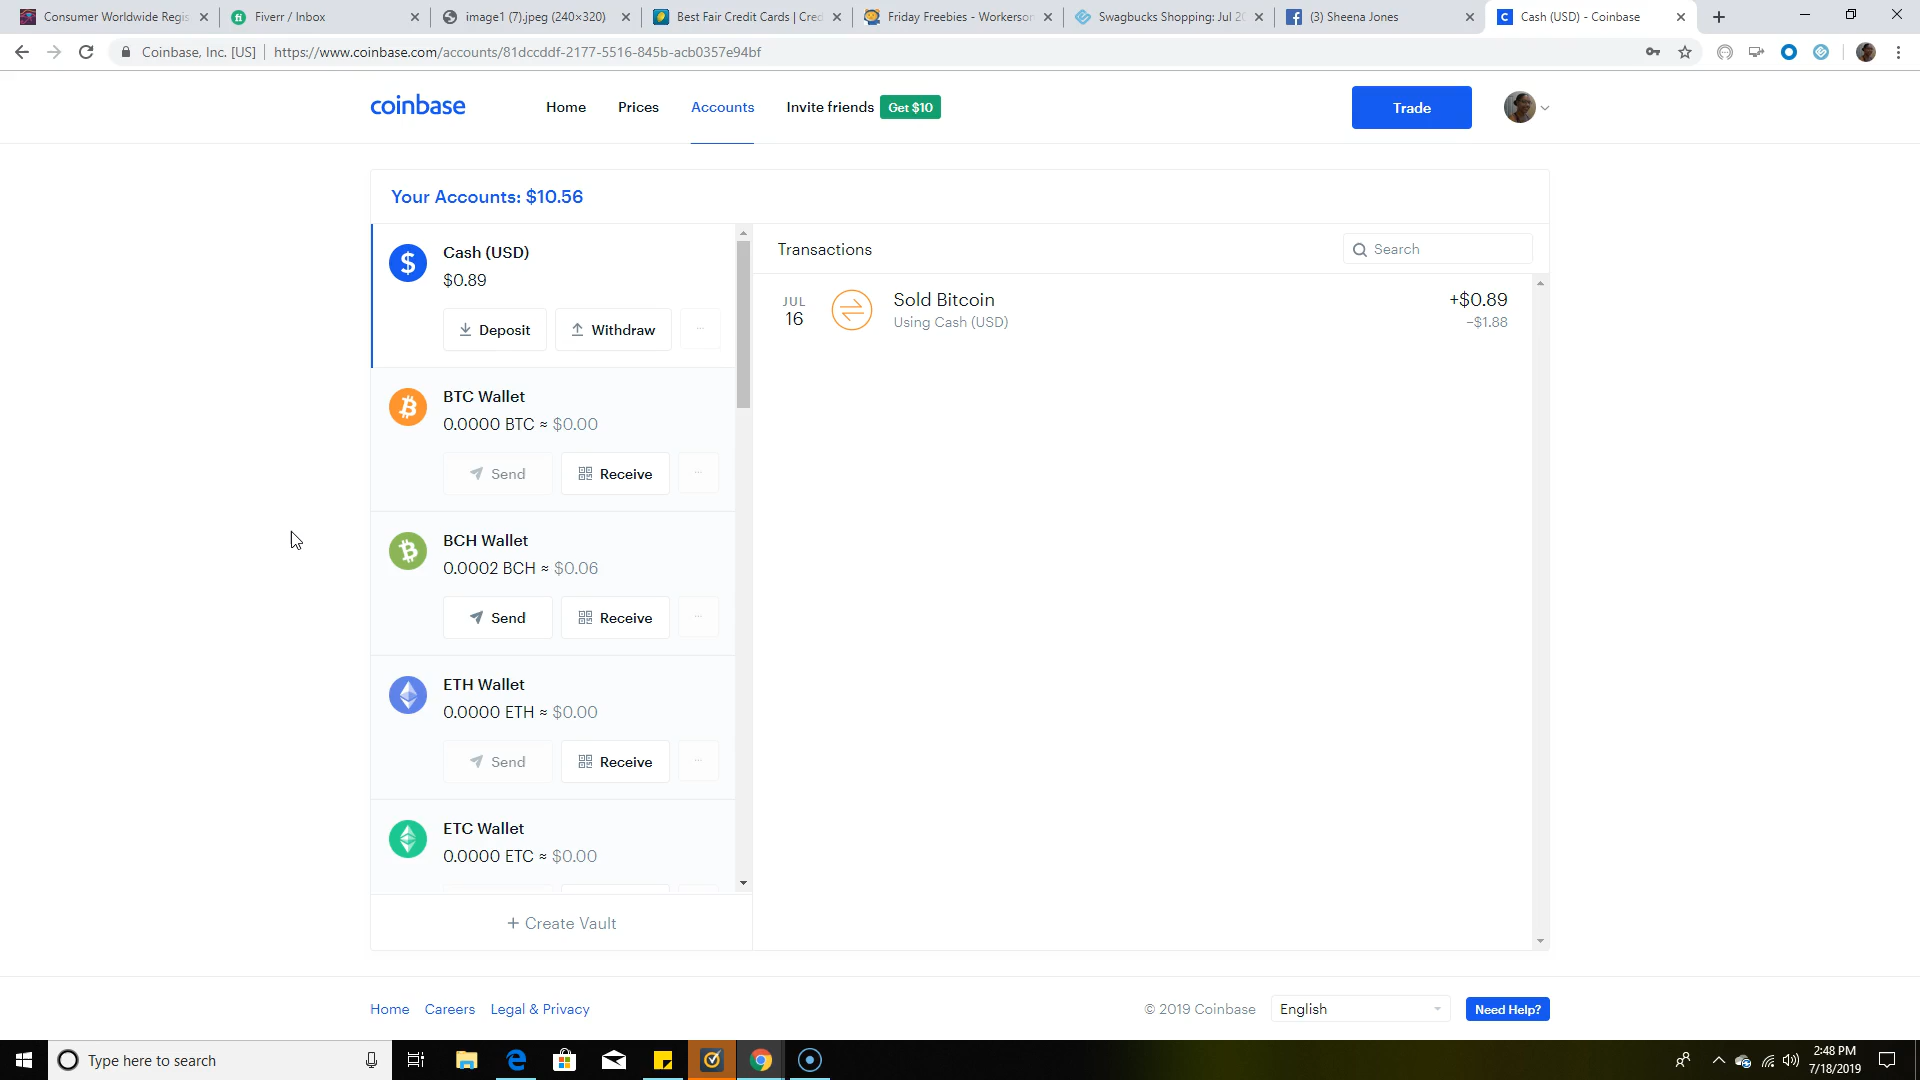 Consumer Worldwide Regis
Fiverr / Inbox
image1 (7).jpeg (240×320)
Best Fair Credit Cards | Cred
Friday Freebies - Workerson
Swagbucks Shopping: Jul 20
(3) Sheena Jones
Cash (USD) - Coinbase
Coinbase, Inc. [US] | https://www.coinbase.com/accounts/81dccddf-2177-5516-845b-acb0357e94bf
coinbase
Home
Prices
Accounts
Invite friends
Get $10
Trade
Your Accounts: $10.56
Cash (USD)
$0.89
Deposit
Withdraw
BTC Wallet
0.0000 BTC ≈ $0.00
Send
Receive
BCH Wallet
0.0002 BCH ≈ $0.06
Send
Receive
ETH Wallet
0.0000 ETH ≈ $0.00
Send
Receive
ETC Wallet
0.0000 ETC ≈ $0.00
+ Create Vault
Transactions
Search
JUL
16
Sold Bitcoin
Using Cash (USD)
+$0.89
-$1.88
Home
Careers
Legal & Privacy
© 2019 Coinbase
English
Need Help?
Type here to search
2:48 PM
7/18/2019